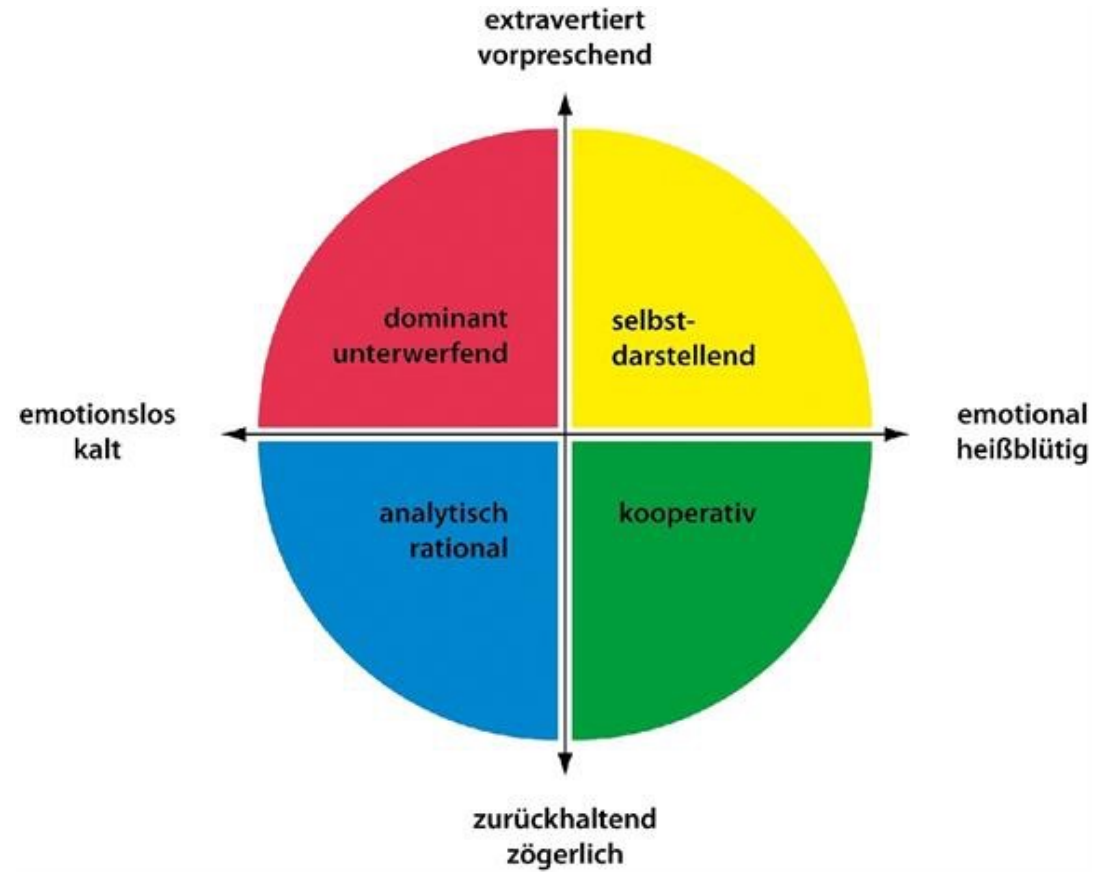 extravertiert
vorpreschend
dominant
unterwerfend
selbst-
darstellend
emotionslos
kalt
emotional
heißblütig
analytisch
rational
kooperativ
zurückhaltend
zögerlich